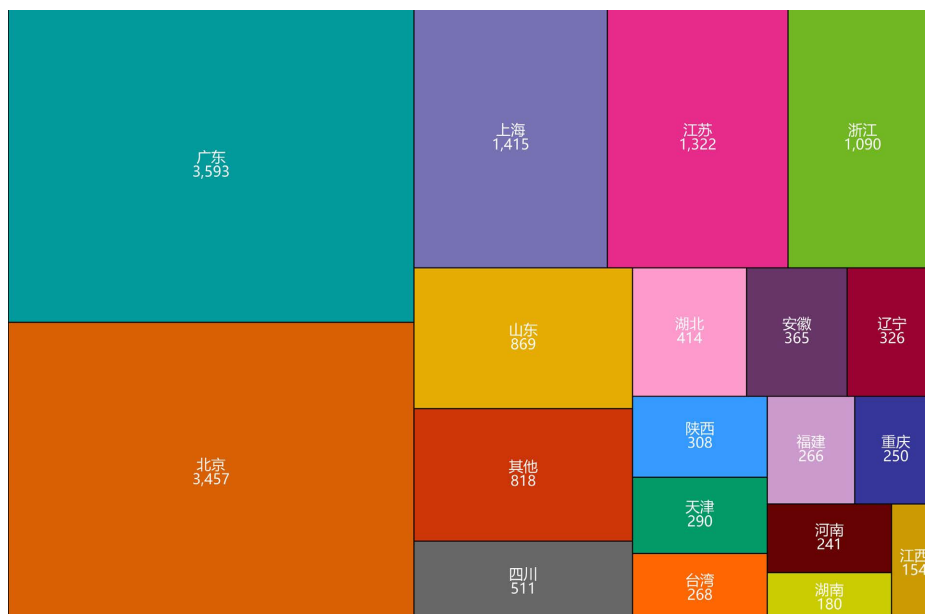 广东
3,593
北京
3,457
上海
1,415
江苏
1,322
浙江
1,090
山东
869
其他
818
四川
511
湖北
414
安徽
365
辽宁
326
陕西
308
天津
290
台湾
268
福建
266
重庆
250
河南
241
湖南
180
江西
154